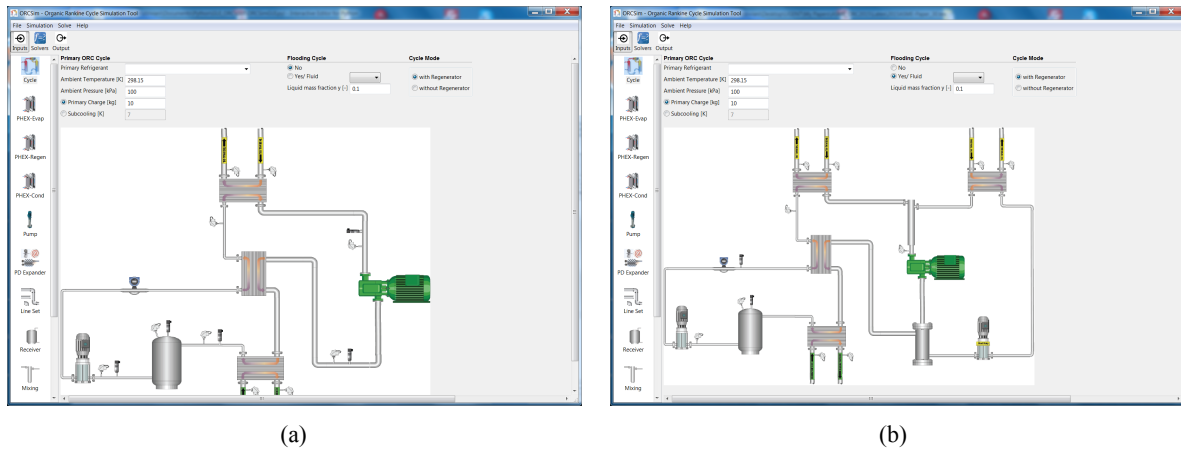 ORCSim - Organic Rankine Cycle Simulation Tool
File Simulation Solve Help
Inputs Solvers Output
Cycle
PHEX-Evap
PHEX-Regen
PHEX-Cond
Pump
PD Expander
Line Set
Receiver
Mixing
Primary ORC Cycle
Primary Refrigerant
Ambient Temperature [K] 298.15
Ambient Pressure [kPa] 100
Primary Charge [kg] 10
Subcooling [K] 7
Flooding Cycle
No
Yes/ Fluid
Liquid mass fraction y [-] 0.1
Cycle Mode
with Regenerator
without Regenerator
(a)
ORCSim - Organic Rankine Cycle Simulation Tool
File Simulation Solve Help
Inputs Solvers Output
Cycle
PHEX-Evap
PHEX-Regen
PHEX-Cond
Pump
PD Expander
Line Set
Receiver
Mixing
Primary ORC Cycle
Primary Refrigerant
Ambient Temperature [K] 298.15
Ambient Pressure [kPa] 100
Primary Charge [kg] 10
Subcooling [K] 7
Flooding Cycle
No
Yes/ Fluid
Liquid mass fraction y [-] 0.1
Cycle Mode
with Regenerator
without Regenerator
(b)